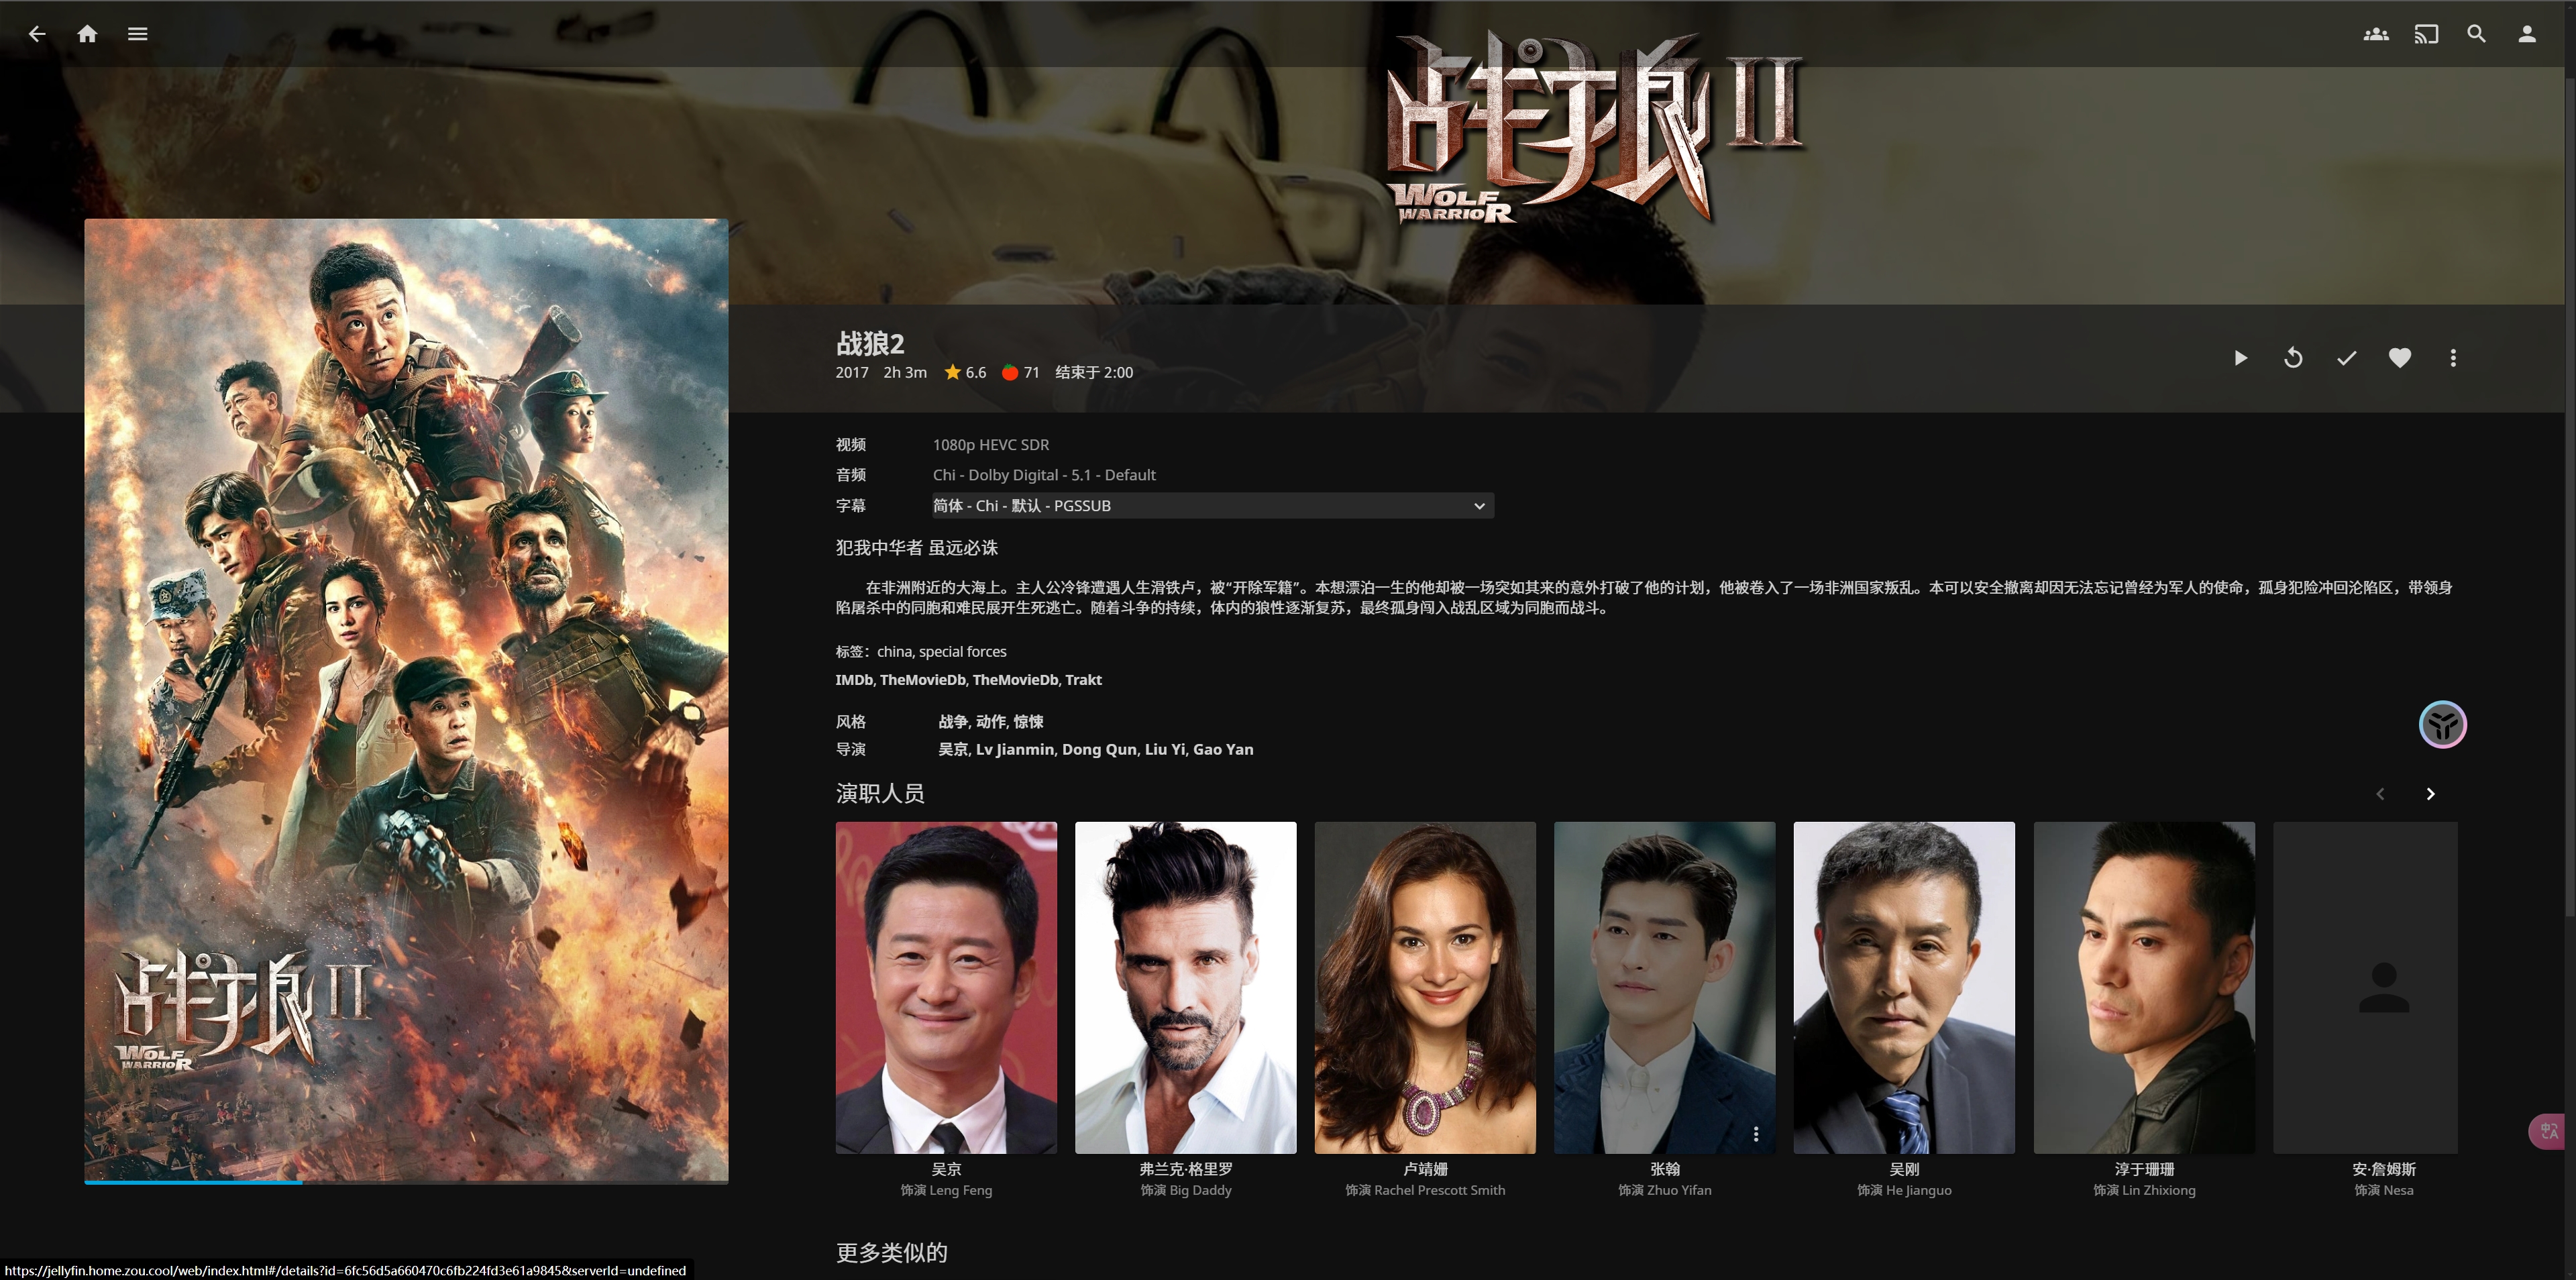 战狼 II
WOLF WARRIOR
战狼2
2017 2h 3m 6.6 71 结束于 2:00
视频 1080p HEVC SDR
音频 Chi - Dolby Digital - 5.1 - Default
字幕 简体 - Chi - 默认 - PGSSUB
犯我中华者 虽远必诛
在非洲附近的大海上。主人公冷锋遭遇人生滑铁卢，被“开除军籍”。本想漂泊一生的他却被一场突如其来的意外打破了他的计划，他被卷入了一场非洲国家叛乱。本可以安全撤离却因无法忘记曾经为军人的使命，孤身犯险冲回沦陷区，带领身
陷屠杀中的同胞和难民展开生死逃亡。随着斗争的持续，体内的狼性逐渐复苏，最终孤身闯入战乱区域为同胞而战斗。
标签：china, special forces
IMDb, TheMovieDb, TheMovieDb, Trakt
风格 战争, 动作, 惊悚
导演 吴京, Lv Jianmin, Dong Qun, Liu Yi, Gao Yan
演职人员
吴京 弗兰克·格里罗 卢靖姗 张翰 吴刚 淳于珊珊 安·詹姆斯
饰演 Leng Feng 饰演 Big Daddy 饰演 Rachel Prescott Smith 饰演 Zhuo Yifan 饰演 He Jianguo 饰演 Lin Zhixiong 饰演 Nesa
战狼 II
WOLF WARRIOR
更多类似的
中A
https://jellyfin.home.zou.cool/web/index.html#/details?id=6fc56d5a660470c6fb224fd3e61a9845&serverId=undefined